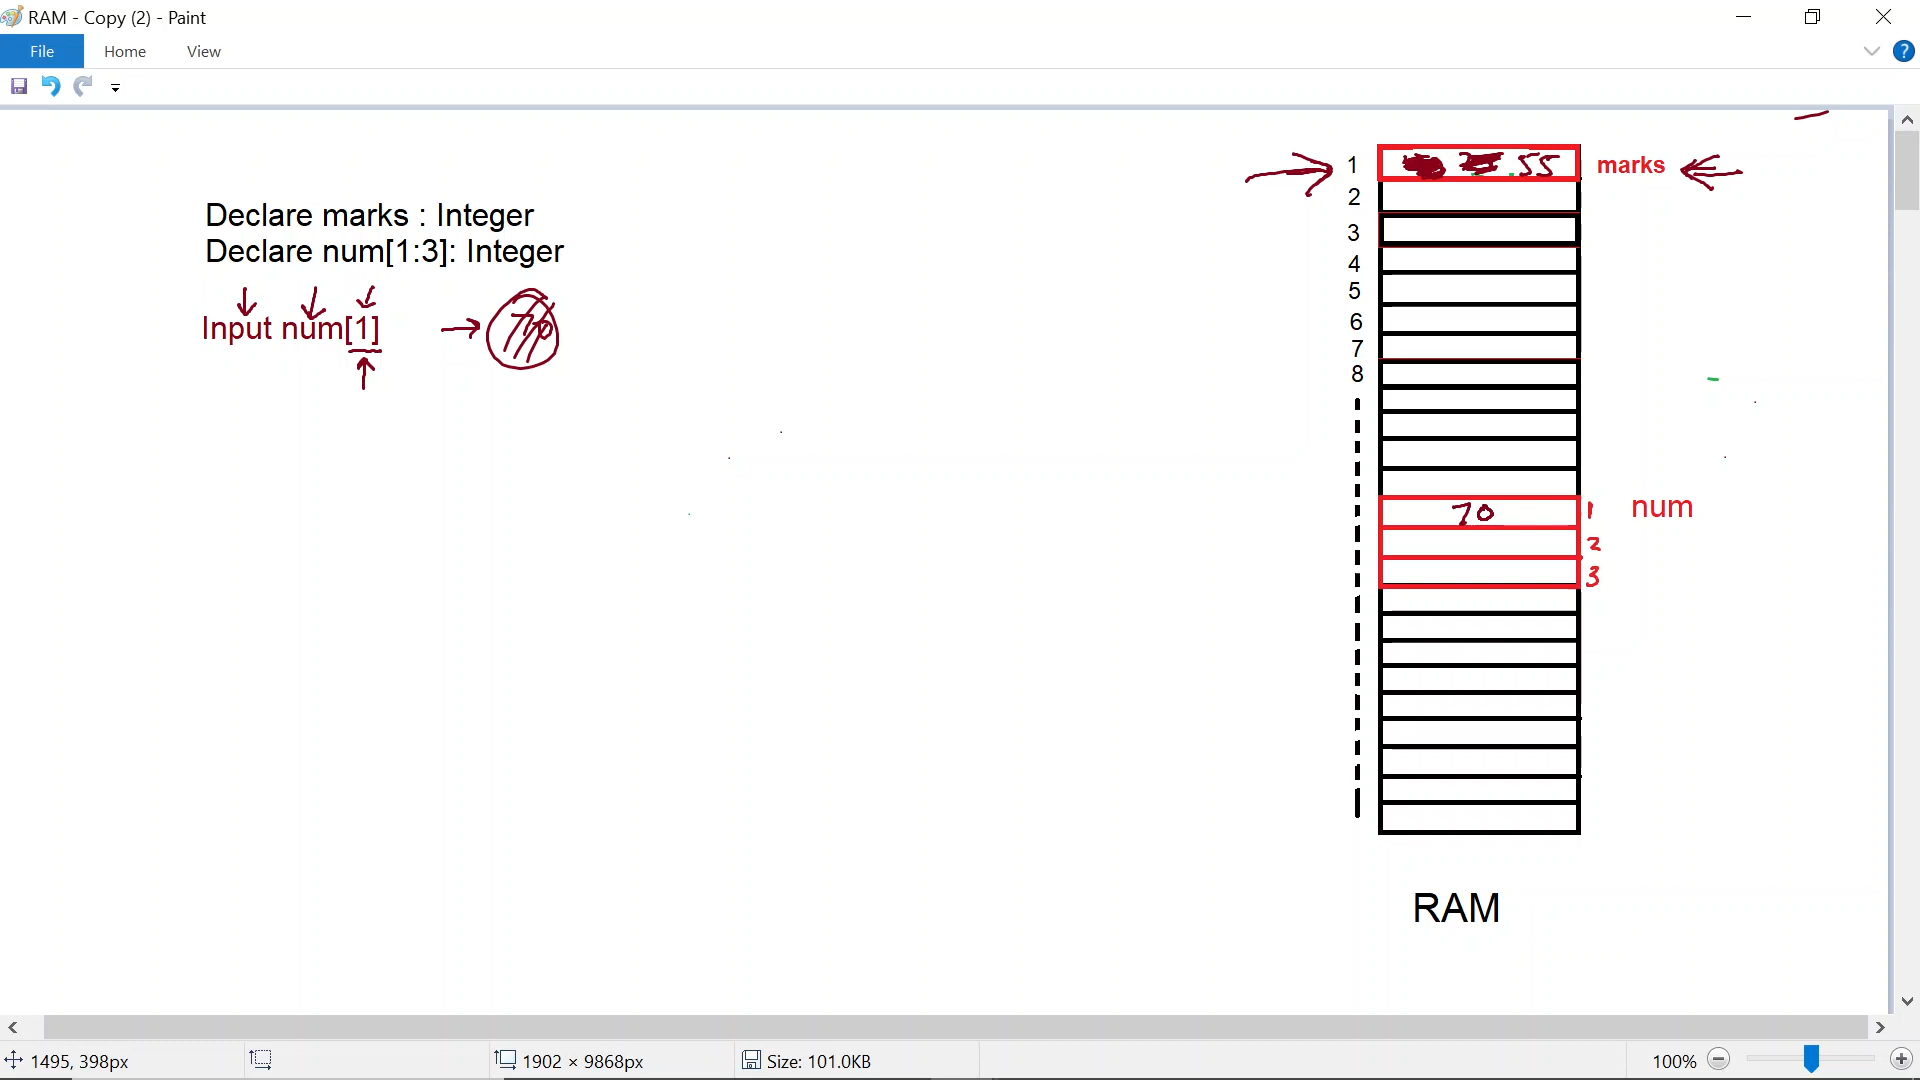 RAM - Copy (2) - Paint
File Home View
?
Declare marks : Integer
Declare num[1:3]: Integer
Input num[1]
70
1 55 marks
2
3
4
5
6
7
8
70 1 num
2
3
RAM
1495, 398px 1902 × 9868px Size: 101.0KB 100%